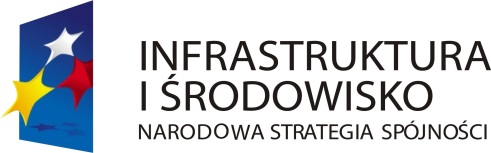 INFRASTRUKTURA
I ŚRODOWISKO
NARODOWA STRATEGIA SPÓJNOŚCI